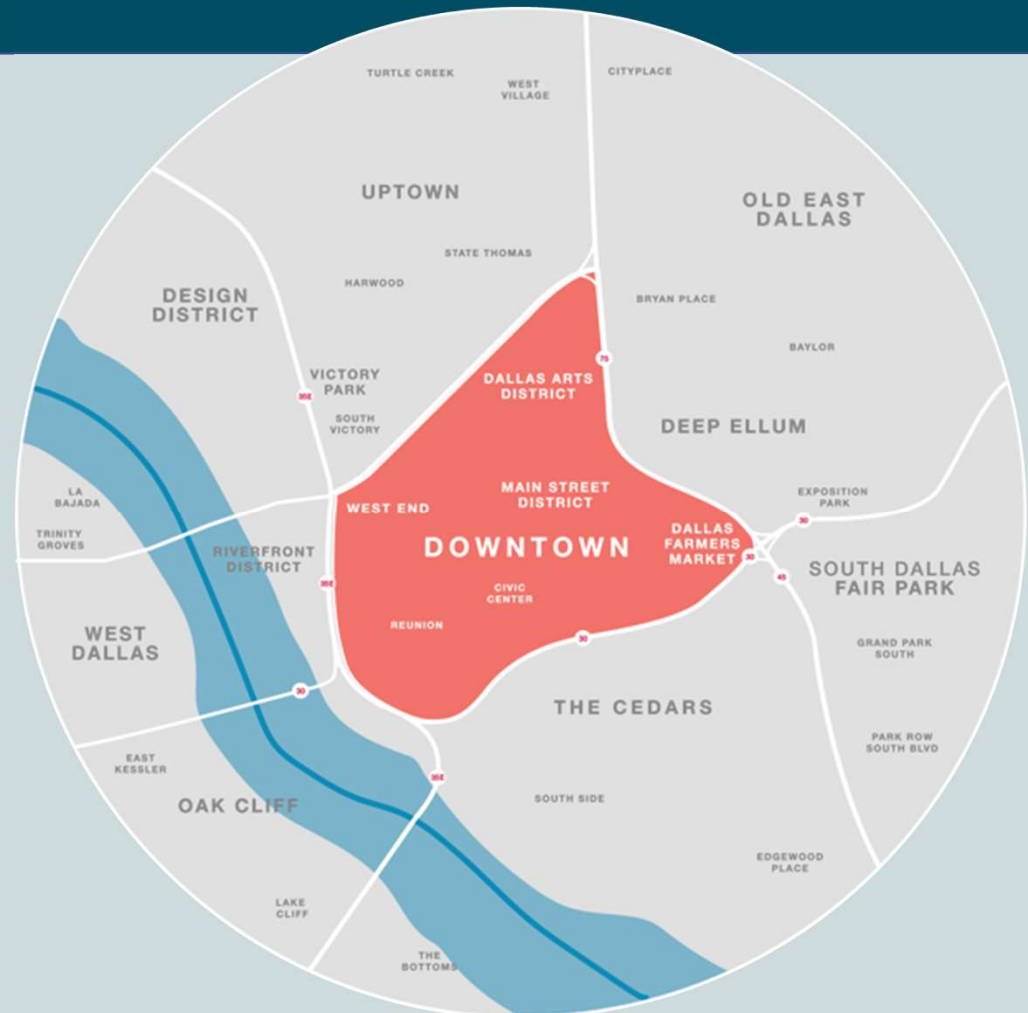 TURTLE CREEK
WEST
VILLAGE
CITYPLACE
UPTOWN
OLD EAST
DALLAS
STATE THOMAS
HARWOOD
DESIGN
DISTRICT
BRYAN PLACE
BAYLOR
75
VICTORY
PARK
35E
SOUTH
VICTORY
DALLAS ARTS
DISTRICT
DEEP ELLUM
LA
BAJADA
TRINITY
GROVES
WEST END
MAIN STREET
DISTRICT
EXPOSITION
PARK
30
RIVERFRONT
DISTRICT
DOWNTOWN
DALLAS
FARMERS
MARKET
30
45
SOUTH DALLAS
FAIR PARK
35E
CIVIC
CENTER
REUNION
30
WEST
DALLAS
GRAND PARK
SOUTH
30
THE CEDARS
PARK ROW
SOUTH BLVD
EAST
KESSLER
35E
OAK CLIFF
SOUTH SIDE
EDGEWOOD
PLACE
LAKE
CLIFF
THE
BOTTOMS